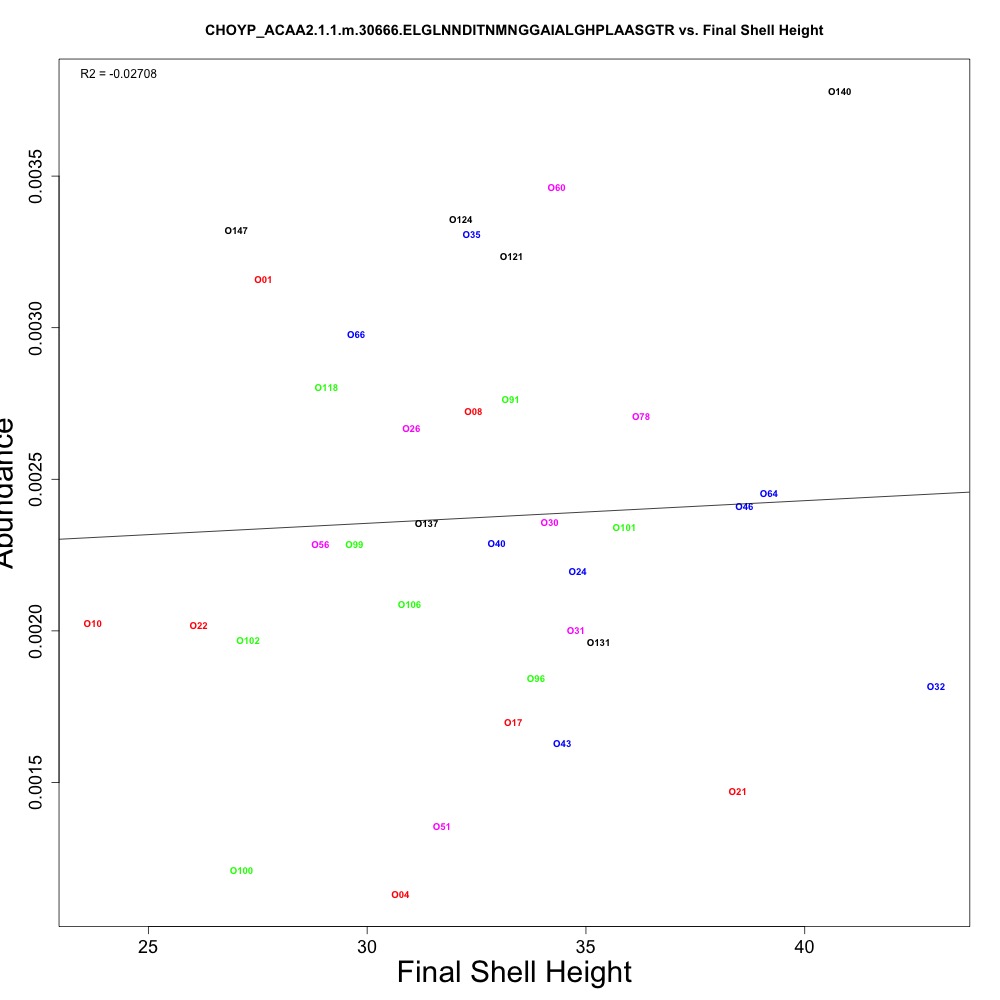 CHOYP_ACAA2.1.1.m.30666.ELGLNNDITNMNGGAIALGHPLAASGTR vs. Final Shell Height
R2 = -0.02708
O140
O60
O124
O147
O35
O121
O01
O66
O118
O91
O08
O78
O26
O64
O46
O137
O30
O101
O56
O99
O40
O24
O106
O10
O22
O31
O102
O131
O96
O32
O17
O43
O21
O51
O100
O04
0.0035
0.0030
0.0025
0.0020
0.0015
Abundance
25 30 35 40
Final Shell Height